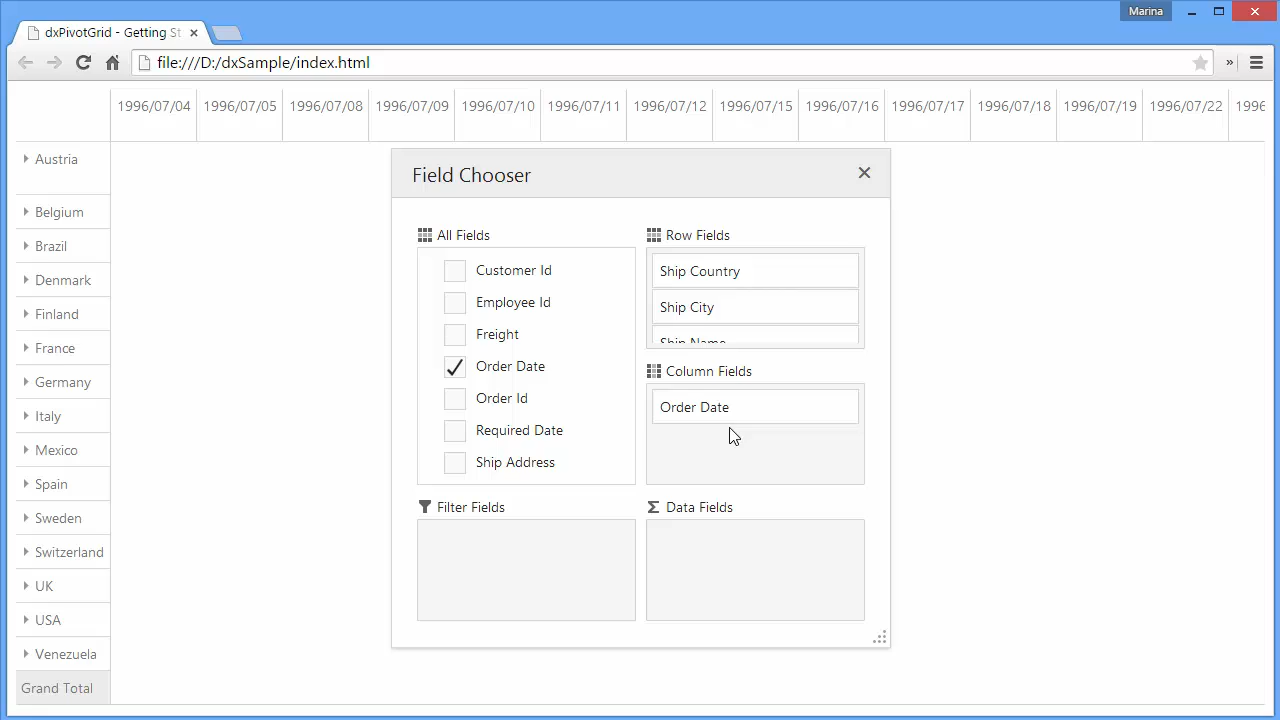 Marina
dxPivotGrid - Getting St
file:///D:/dxSample/index.html
1996/07/04 1996/07/05 1996/07/08 1996/07/09 1996/07/10 1996/07/11 1996/07/12 1996/07/15 1996/07/16 1996/07/17 1996/07/18 1996/07/19 1996/07/22 1996
Austria
Belgium
Brazil
Denmark
Finland
France
Germany
Italy
Mexico
Spain
Sweden
Switzerland
UK
USA
Venezuela
Grand Total
Field Chooser
All Fields
Customer Id
Employee Id
Freight
Order Date
Order Id
Required Date
Ship Address
Row Fields
Ship Country
Ship City
Ship Name
Column Fields
Order Date
Filter Fields
Data Fields